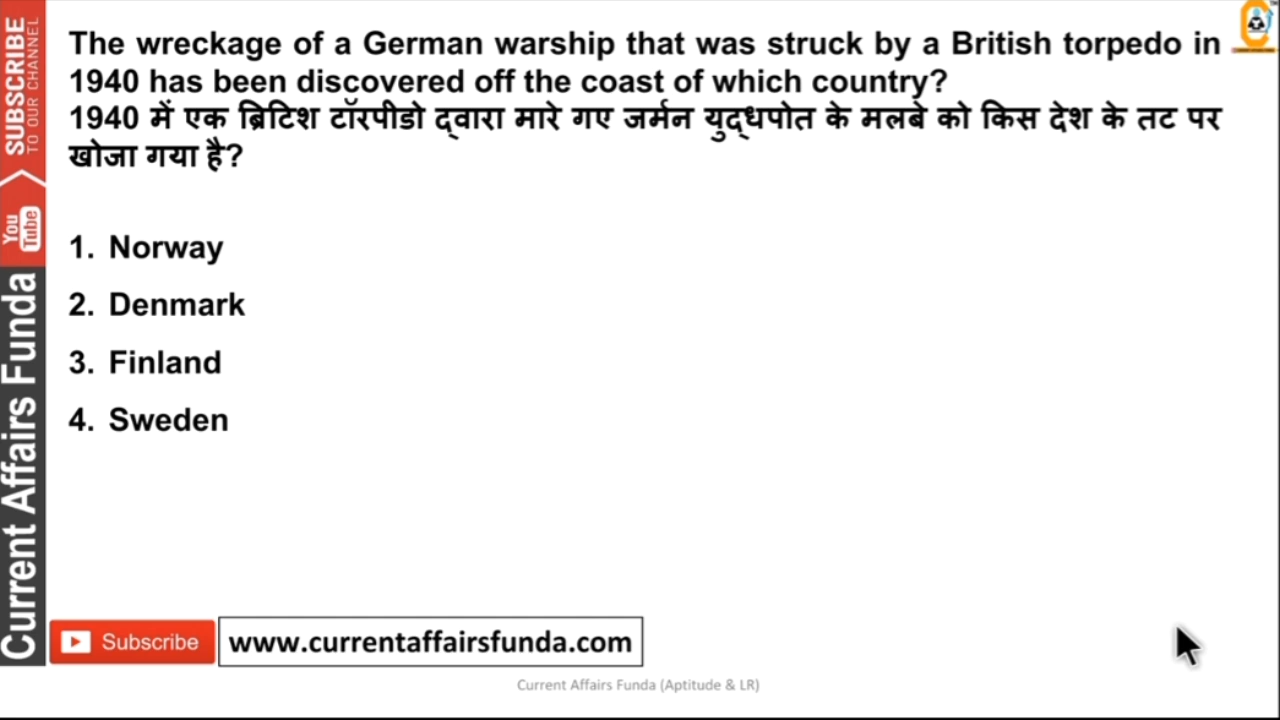 The wreckage of a German warship that was struck by a British torpedo in
1940 has been discovered off the coast of which country?
1940 में एक ब्रिटिश टॉरपीडो द्वारा मारे गए जर्मन युद्धपोत के मलबे को किस देश के तट पर
खोजा गया है?
1. Norway
2. Denmark
3. Finland
4. Sweden
SUBSCRIBE
TO OUR CHANNEL
You
Tube
Current Affairs Funda
Subscribe
www.currentaffairsfunda.com
Current Affairs Funda (Aptitude & LR)